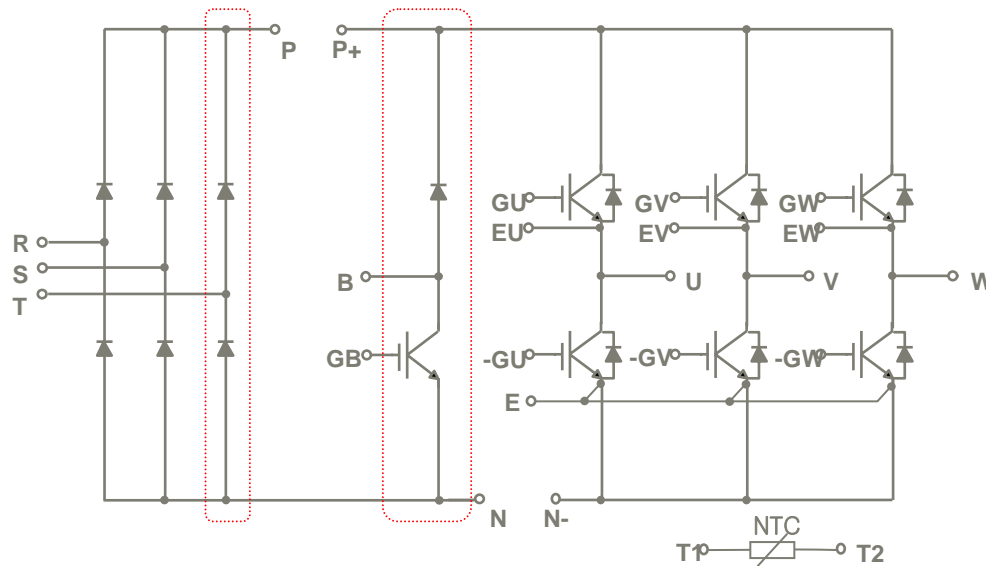 P P+
GU GV GW
EU EV EW
R
S
T
B U V W
GB -GU -GV -GW
E
N N-
NTC
T1 T2